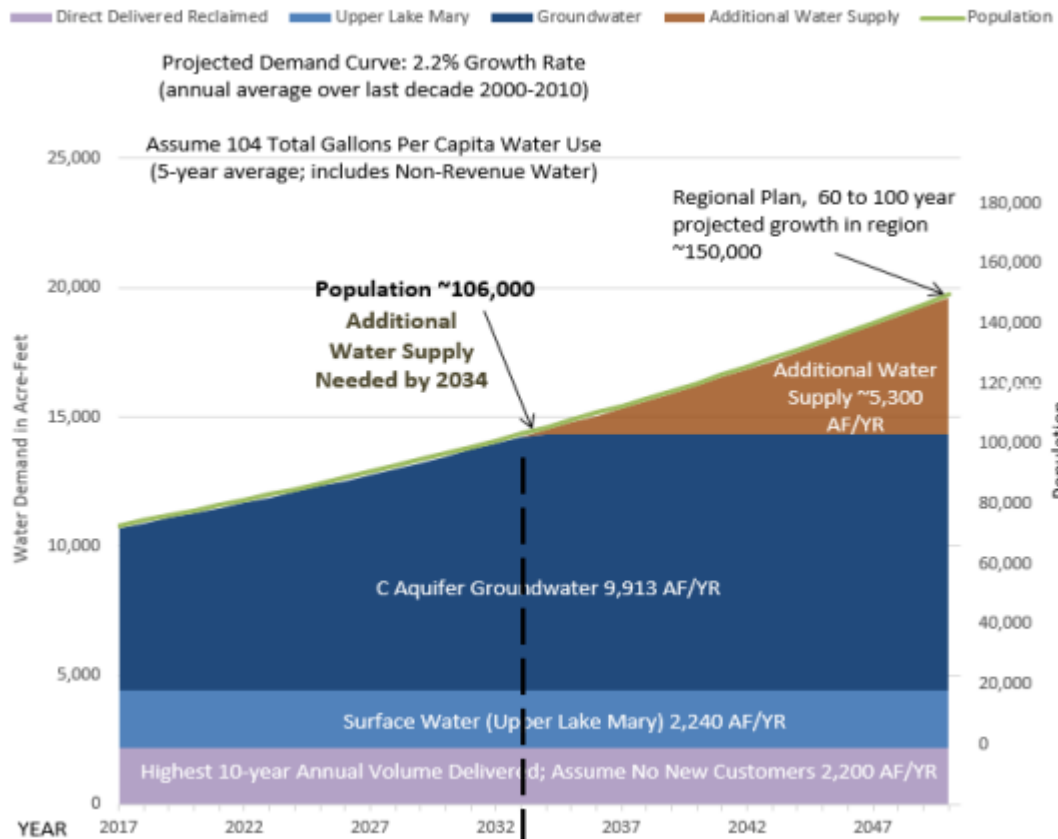 Direct Delivered Reclaimed Upper Lake Mary Groundwater Additional Water Supply Population
Projected Demand Curve: 2.2% Growth Rate
(annual average over last decade 2000-2010)
Assume 104 Total Gallons Per Capita Water Use
(5-year average; includes Non-Revenue Water)
25,000
Regional Plan, 60 to 100 year
projected growth in region
~150,000
180,000
160,000
20,000
Population ~106,000
Additional
Water Supply
Needed by 2034
140,000
Additional Water
Supply ~5,300
AF/YR
120,000
15,000
100,000
Water Demand in Acre-Feet
Population
80,000
10,000
60,000
C Aquifer Groundwater 9,913 AF/YR
40,000
5,000
20,000
Surface Water (Upper Lake Mary) 2,240 AF/YR
0
Highest 10-year Annual Volume Delivered; Assume No New Customers 2,200 AF/YR
0
YEAR 2017 2022 2027 2032 2037 2042 2047